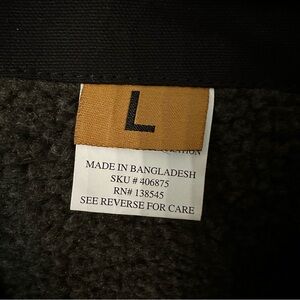 L
MADE IN BANGLADESH
SKU # 406875
RN# 138545
SEE REVERSE FOR CARE